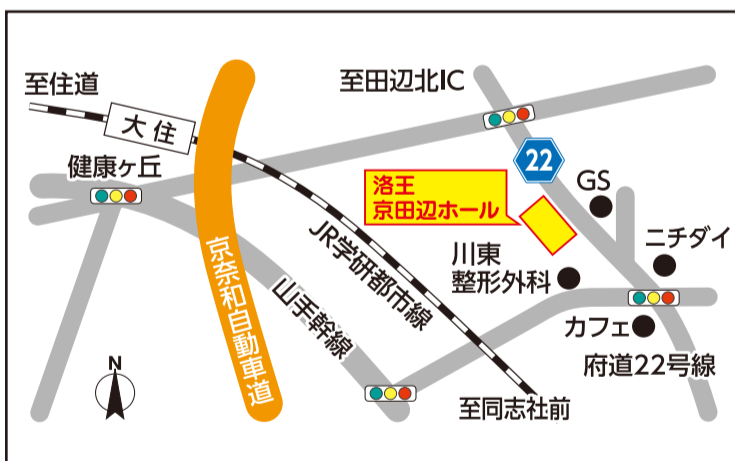 至住道
大住
健康ヶ丘
至田辺北IC
22
洛王
京田辺ホール
GS
ニチダイ
川東
整形外科
カフェ
府道22号線
JR学研都市線
山手幹線
京奈和自動車道
至同志社前
N